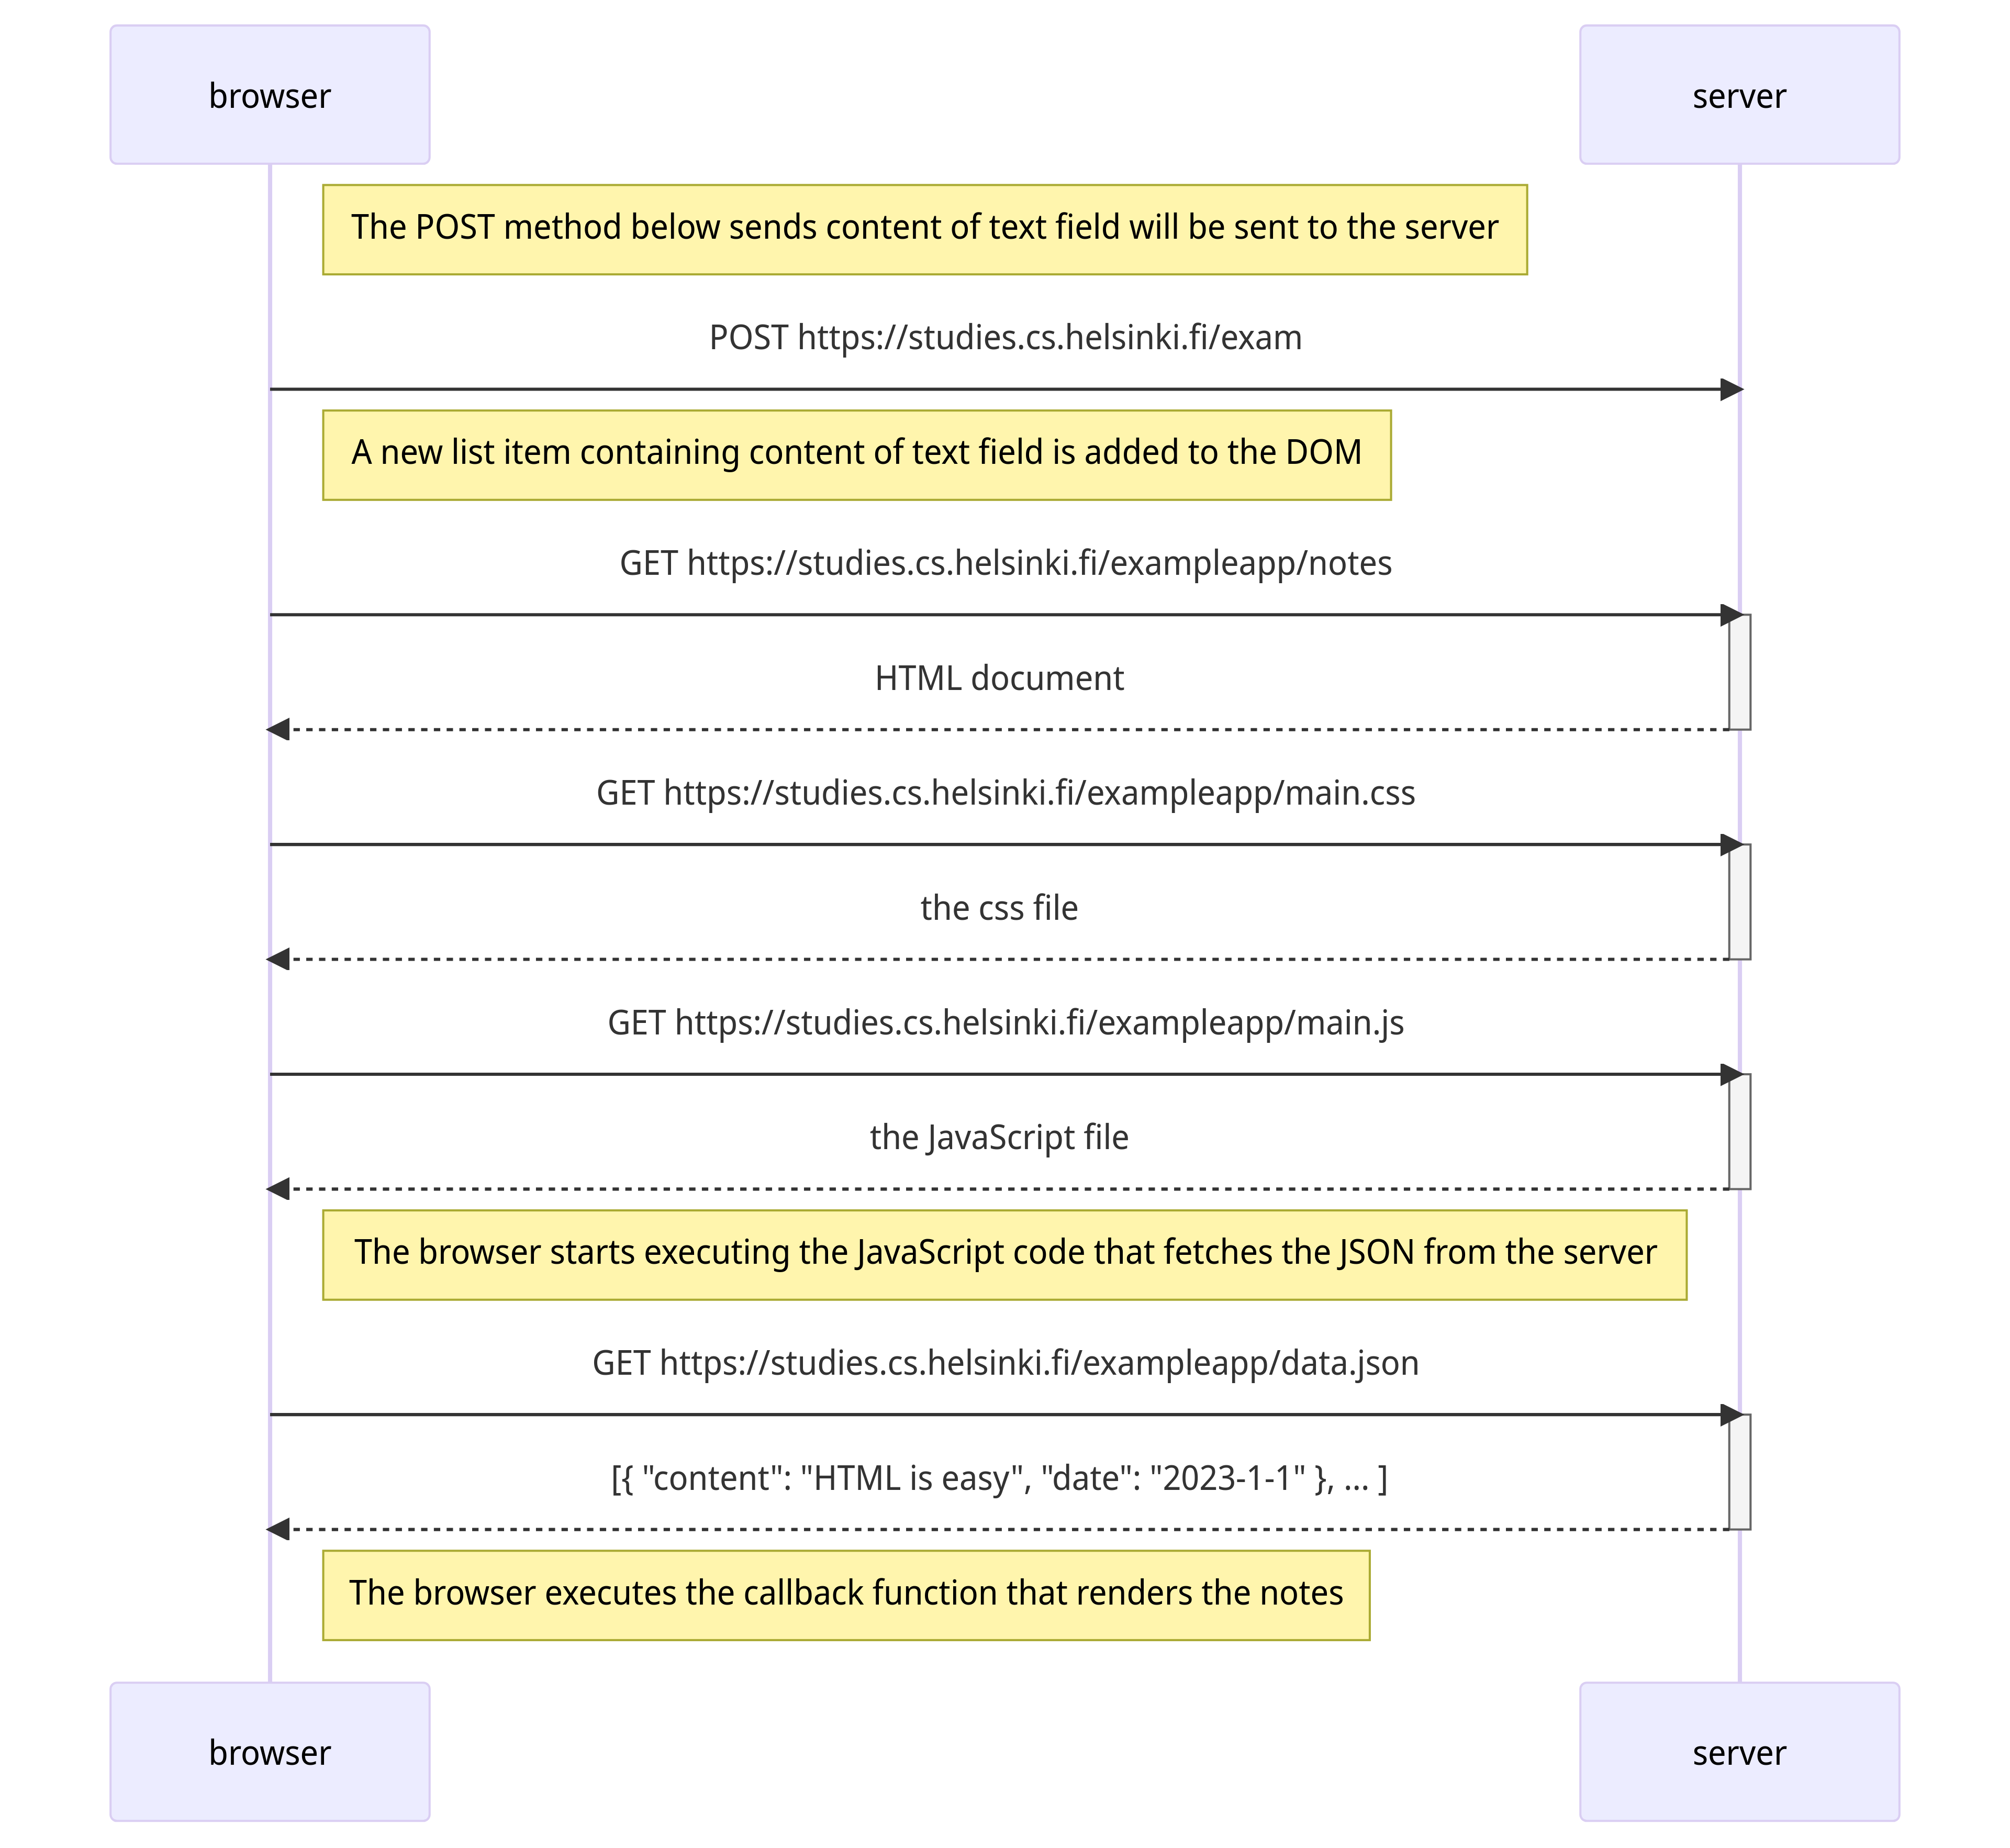 browser
server
The POST method below sends content of text field will be sent to the server
POST https://studies.cs.helsinki.fi/exam
A new list item containing content of text field is added to the DOM
GET https://studies.cs.helsinki.fi/exampleapp/notes
HTML document
GET https://studies.cs.helsinki.fi/exampleapp/main.css
the css file
GET https://studies.cs.helsinki.fi/exampleapp/main.js
the JavaScript file
The browser starts executing the JavaScript code that fetches the JSON from the server
GET https://studies.cs.helsinki.fi/exampleapp/data.json
[{ "content": "HTML is easy", "date": "2023-1-1" }, ... ]
The browser executes the callback function that renders the notes
browser
server